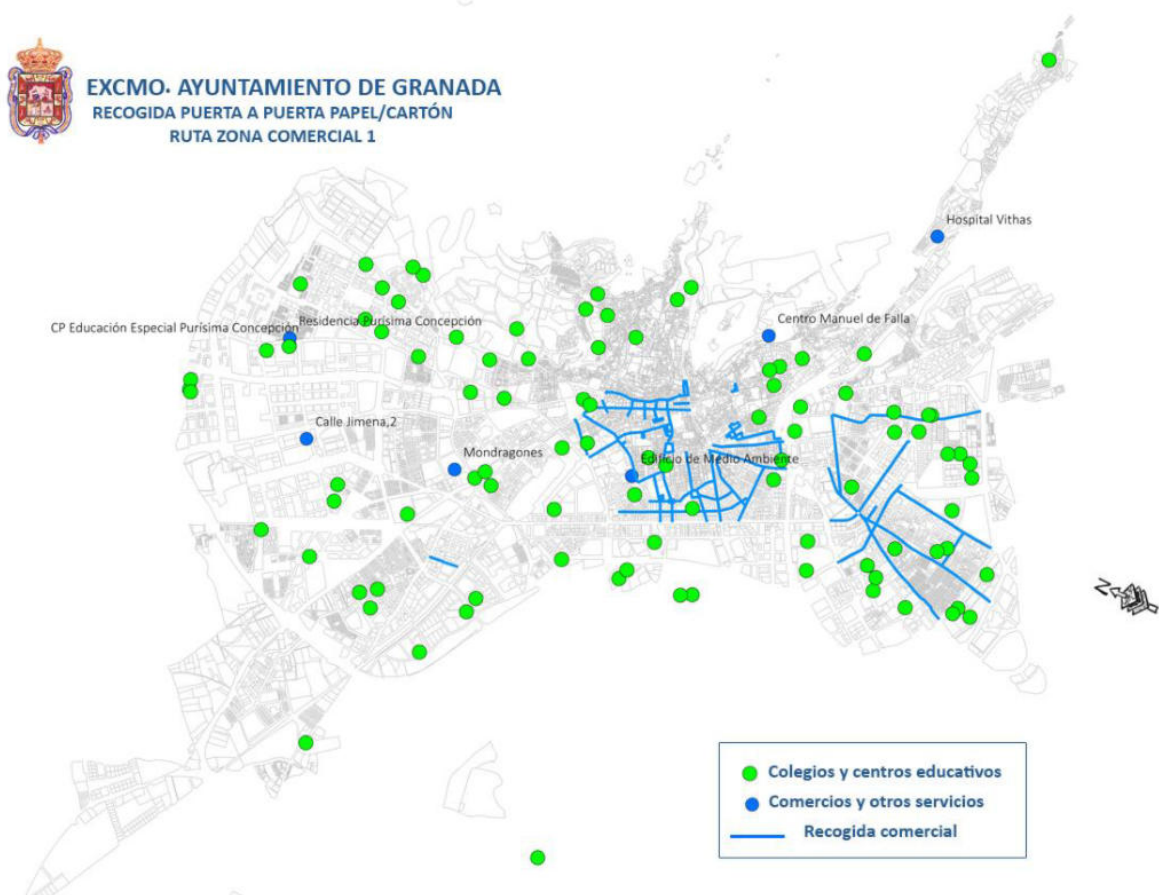 EXCMO. AYUNTAMIENTO DE GRANADA
RECOGIDA PUERTA A PUERTA PAPEL/CARTÓN
RUTA ZONA COMERCIAL 1
Hospital Vithas
Centro Manuel de Falla
CP Educación Especial Purísima Concepción
Residencia Purísima Concepción
Calle Jimena,2
Mondragones
Edificio de Medio Ambiente
N
Colegios y centros educativos
Comercios y otros servicios
Recogida comercial